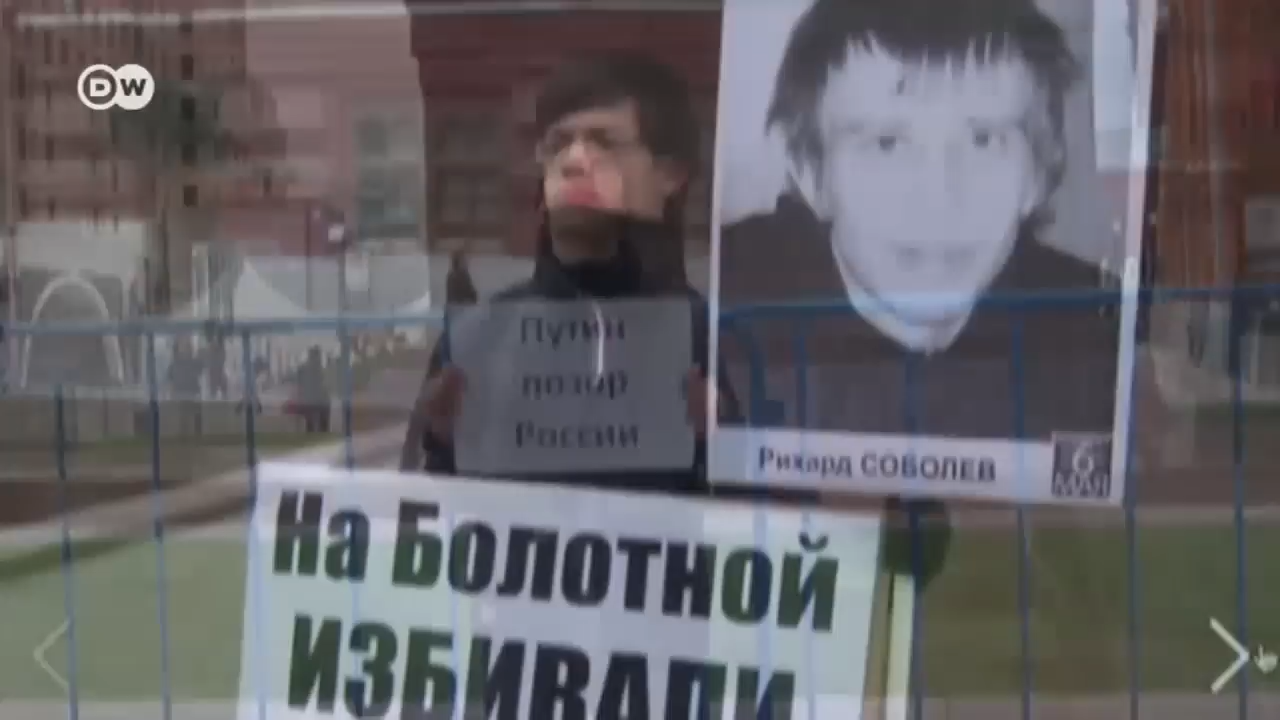 DW
Путин
позор
России
Рихард СОБОЛЕВ
6
МАЯ
На Болотной
ИЗБИВАЛИ